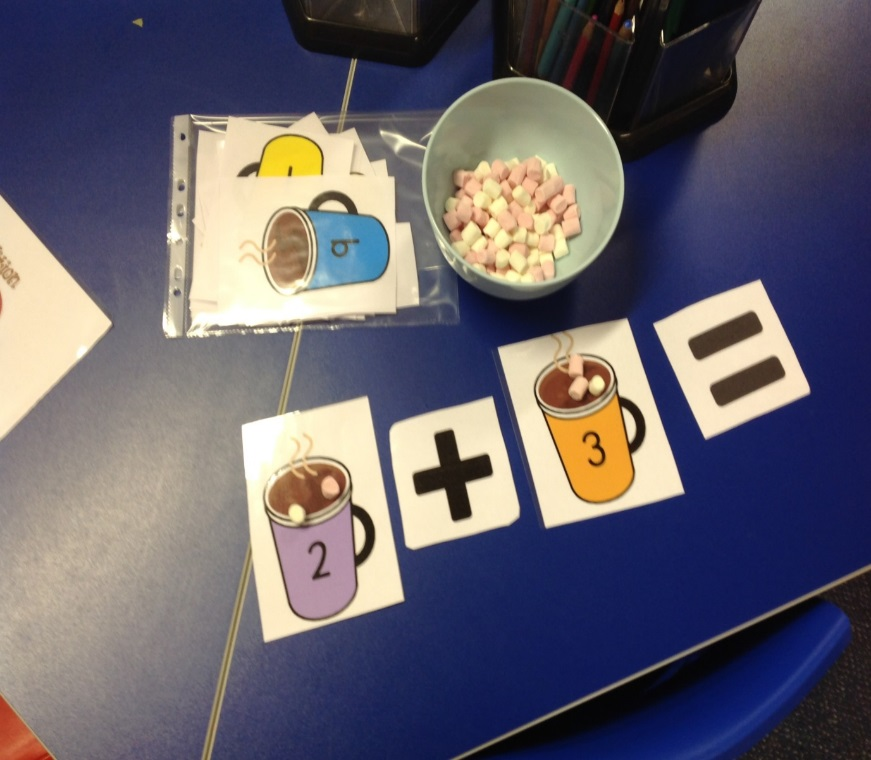 2 + 3 =